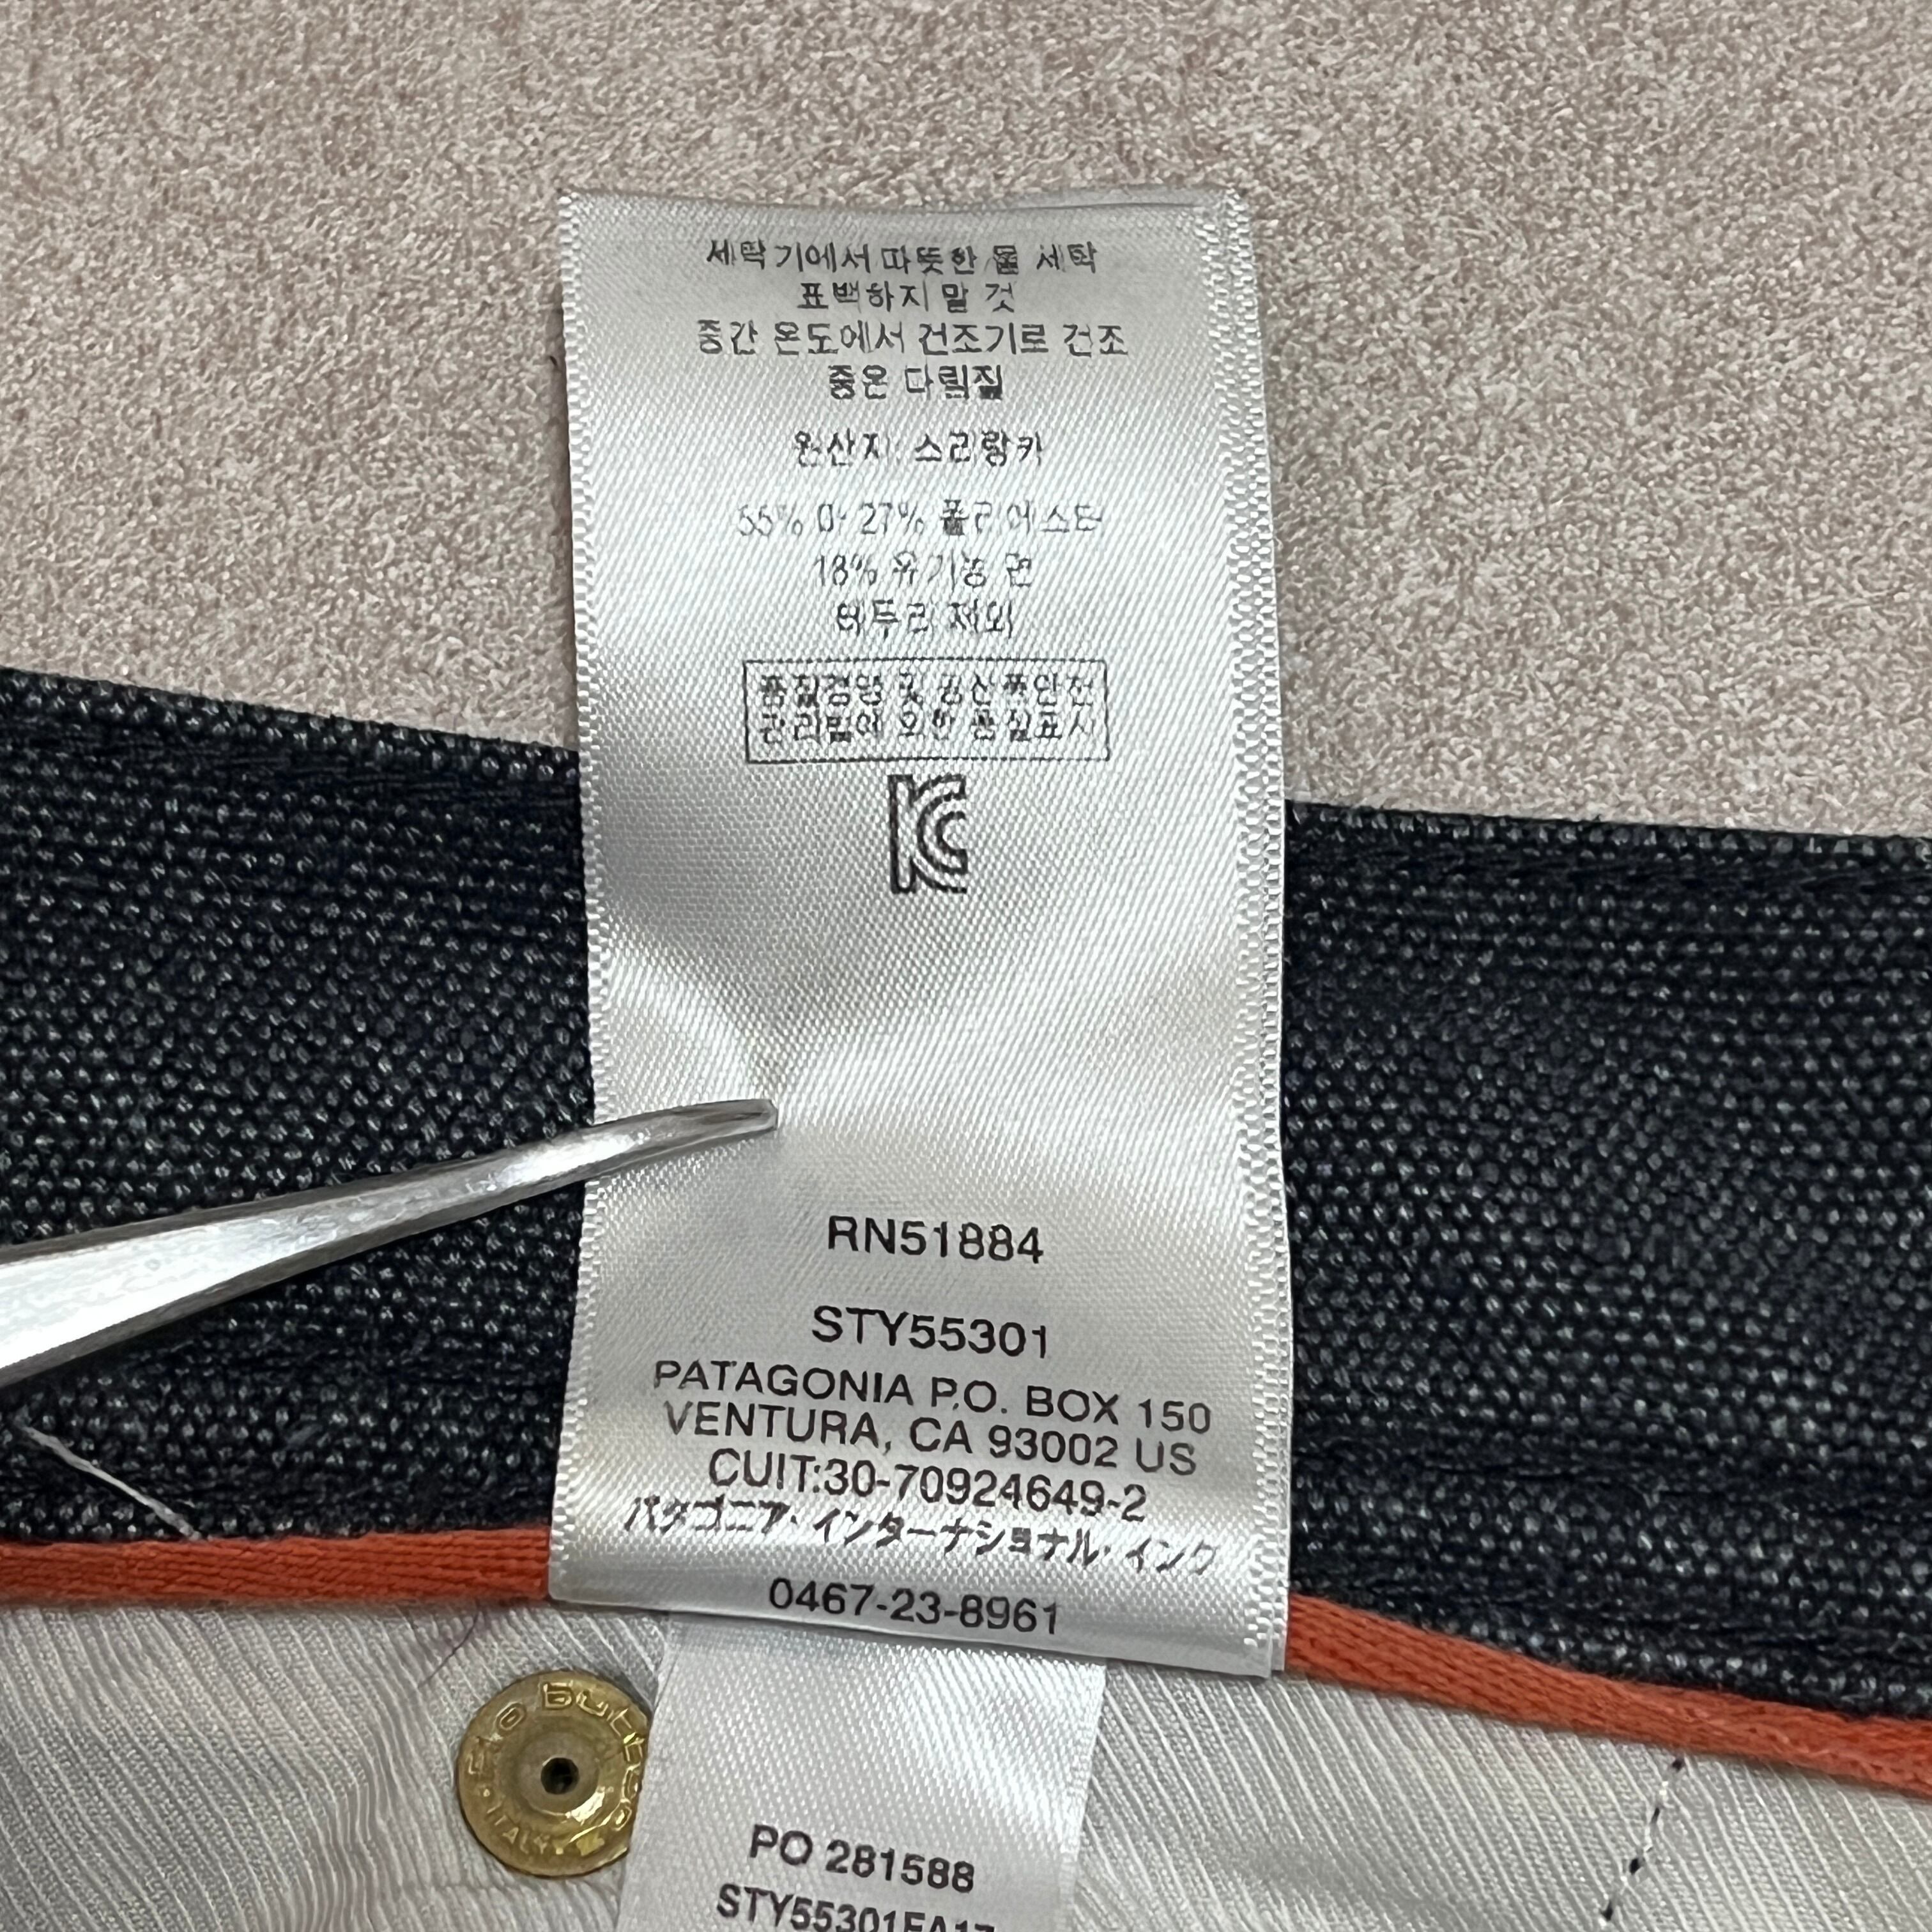 세탁기에서 따뜻한 물 세탁
표백하지 말 것
중간 온도에서 건조기로 건조
중온 다림질
원산지: 스리랑카
55% 마 27% 폴리에스터
18% 유기농 면
테두리 제외
품질경영 및 공산품안전
관리법에 의한 품질표시
KC
RN51884
STY55301
PATAGONIA P.O. BOX 150
VENTURA, CA 93002 US
CUIT:30-70924649-2
パタゴニア・インターナショナル・インク
0467-23-8961
ITALY
PO 281588
STY55301FA17